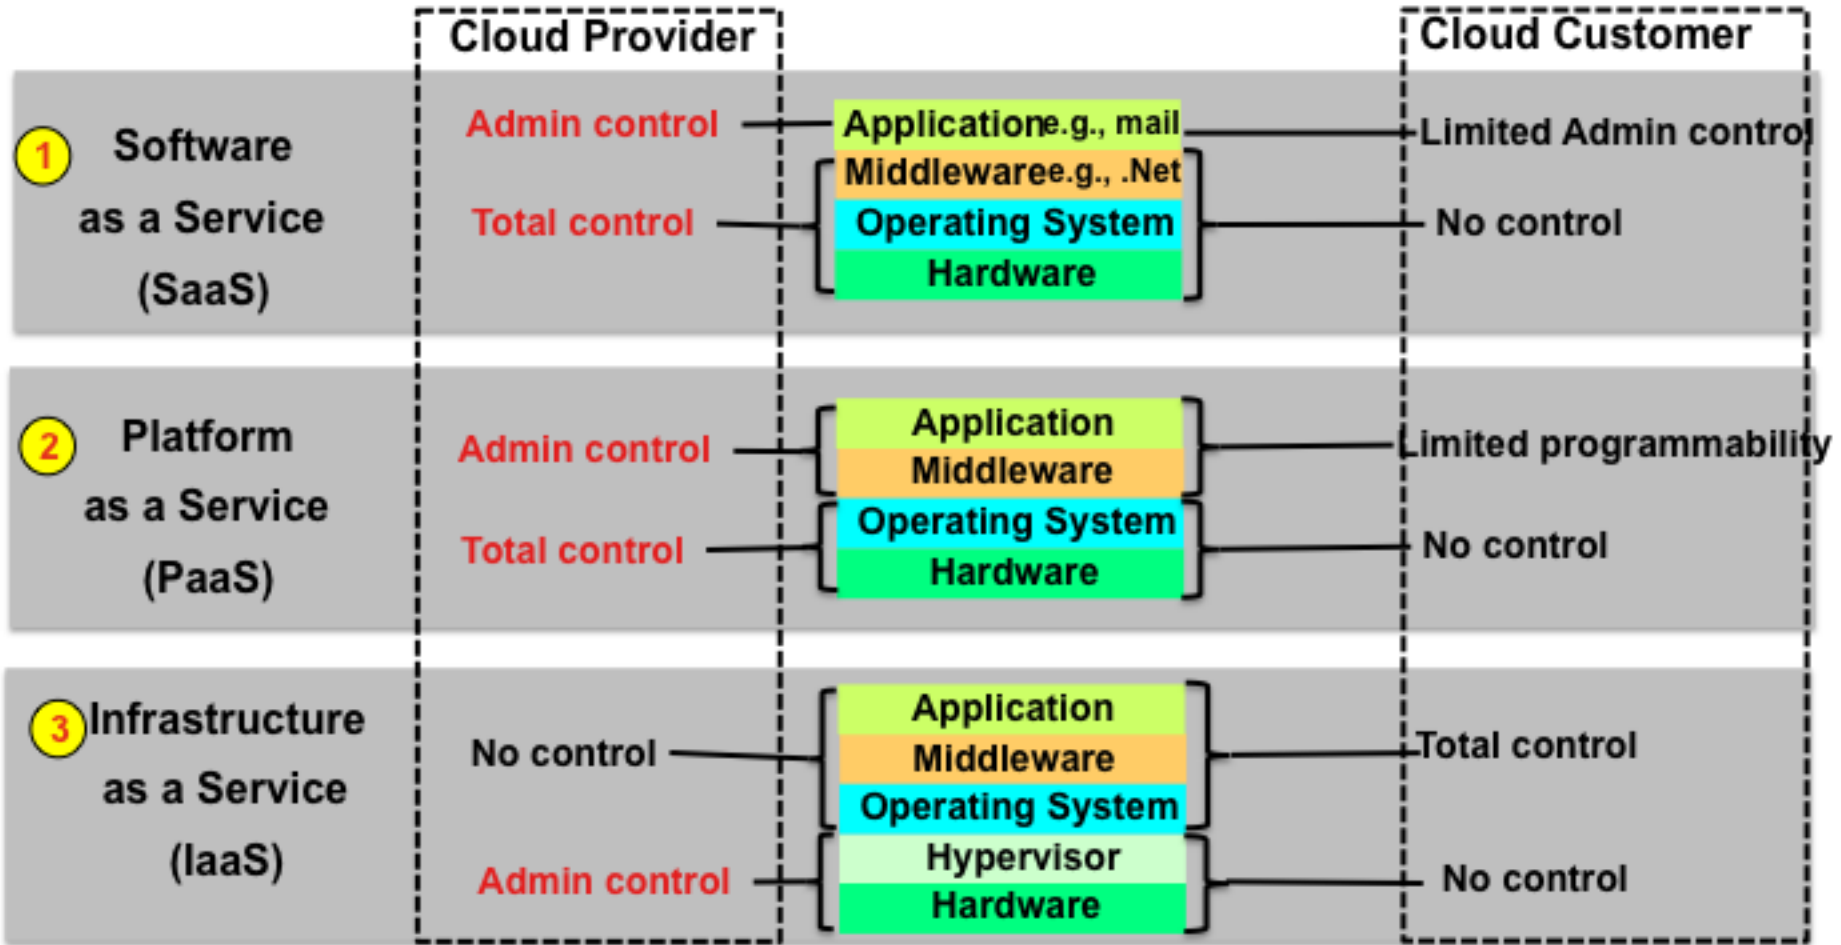 Cloud Provider
Cloud Customer
1
Software
as a Service
(SaaS)
Admin control
Total control
Application e.g., mail
Middleware e.g., .Net
Operating System
Hardware
Limited Admin control
No control
2
Platform
as a Service
(PaaS)
Admin control
Total control
Application
Middleware
Operating System
Hardware
Limited programmability
No control
3
Infrastructure
as a Service
(IaaS)
No control
Admin control
Application
Middleware
Operating System
Hypervisor
Hardware
Total control
No control